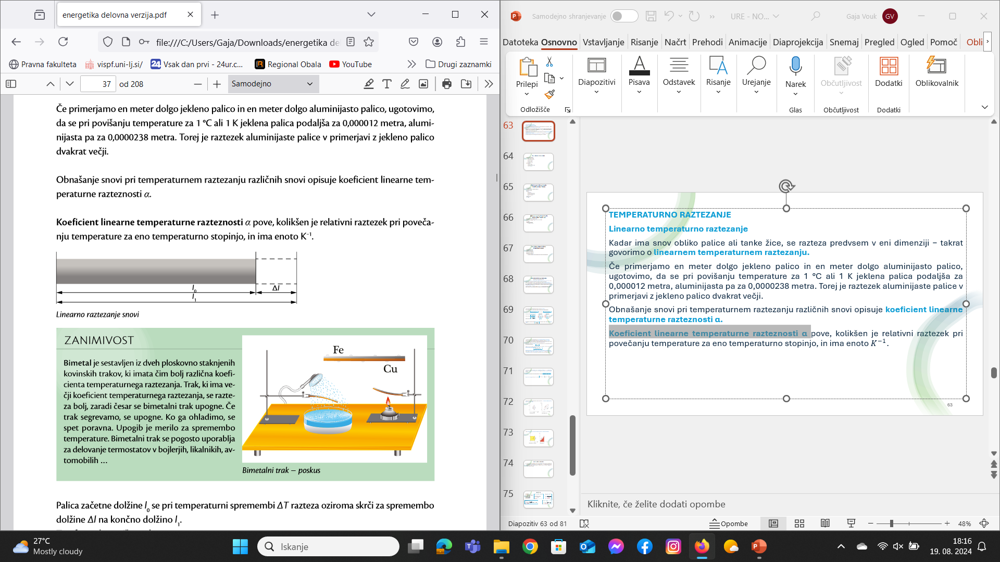 energetika delovna verzija.pdf
file:///C:/Users/Gaja/Downloads/energetika de
Pravna fakulteta
vispf.uni-lj.si/
Vsak dan prvi - 24ur.c...
Regional Obala
YouTube
Drugi zaznamki
37 od 208
Samodejno
Če primerjamo en meter dolgo jekleno palico in en meter dolgo aluminijasto palico, ugotovimo,
da se pri povišanju temperature za 1 °C ali 1 K jeklena palica podaljša za 0,000012 metra, alumi-
nijasta pa za 0,0000238 metra. Torej je raztezek aluminijaste palice v primerjavi z jekleno palico
dvakrat večji.
Obnašanje snovi pri temperaturnem raztezanju različnih snovi opisuje koeficient linearne tem-
peraturne razteznosti α.
Koeficient linearne temperaturne razteznosti α pove, kolikšen je relativni raztezek pri poveča-
nju temperature za eno temperaturno stopinjo, in ima enoto K⁻¹.
l₀
Δl
l₁
Linearno raztezanje snovi
ZANIMIVOST
Bimetal je sestavljen iz dveh ploskovno staknjenih
kovinskih trakov, ki imata čim bolj različna koefi-
cienta temperaturnega raztezanja. Trak, ki ima ve-
čji koeficient temperaturnega raztezanja, se razte-
za bolj, zaradi česar se bimetalni trak upogne. Če
trak segrevamo, se upogne. Ko ga ohladimo, se
spet poravna. Upogib je merilo za spremembo
temperature. Bimetalni trak se pogosto uporablja
za delovanje termostatov v bojlerjih, likalnikih, av-
tomobilih ...
Fe
Cu
Bimetalni trak – poskus
Palica začetne dolžine l₀ se pri temperaturni spremembi ΔT razteza oziroma skrči za spremembo
dolžine Δl na končno dolžino l₁.
Samodejno shranjevanje
URE - NO...
Gaja Vouk
GV
Datoteka Osnovno Vstavljanje Risanje Načrt Prehodi Animacije Diaprojekcija Snemaj Pregled Ogled Pomoč Obli
Prilepi
Diapozitivi
Pisava
Odstavek
Risanje
Urejanje
Narek
Občutljivost
Dodatki
Oblikovalnik
Odložišče
Glas
Občutljivost
Dodatki
63
64
65
66
67
68
69
70
71
72
73
74
75
TEMPERATURNO RAZTEZANJE
Linearno temperaturno raztezanje
Kadar ima snov obliko palice ali tanke žice, se razteza predvsem v eni dimenziji – takrat
govorimo o linearnem temperaturnem raztezanju.
Če primerjamo en meter dolgo jekleno palico in en meter dolgo aluminijasto palico,
ugotovimo, da se pri povišanju temperature za 1 °C ali 1 K jeklena palica podaljša za
0,000012 metra, aluminijasta pa za 0,0000238 metra. Torej je raztezek aluminijaste palice v
primerjavi z jekleno palico dvakrat večji.
Obnašanje snovi pri temperaturnem raztezanju različnih snovi opisuje koeficient linearne
temperaturne razteznosti α.
Koeficient linearne temperaturne razteznosti α pove, kolikšen je relativni raztezek pri
povečanju temperature za eno temperaturno stopinjo, in ima enoto K⁻¹.
63
Kliknite, če želite dodati opombe
Diapozitiv 63 od 81
Opombe
48%
27°C
Mostly cloudy
Iskanje
18:16
19. 08. 2024